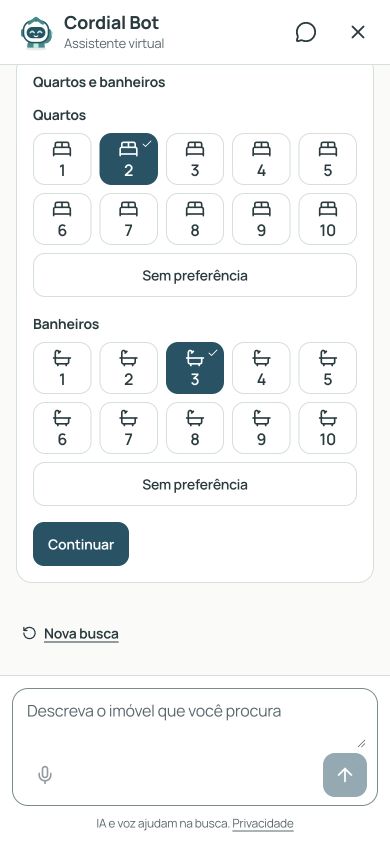 Cordial Bot
Assistente virtual
Quartos e banheiros
Quartos
1 2 3 4 5
6 7 8 9 10
Sem preferência
Banheiros
1 2 3 4 5
6 7 8 9 10
Sem preferência
Continuar
Nova busca
Descreva o imóvel que você procura
IA e voz ajudam na busca. Privacidade